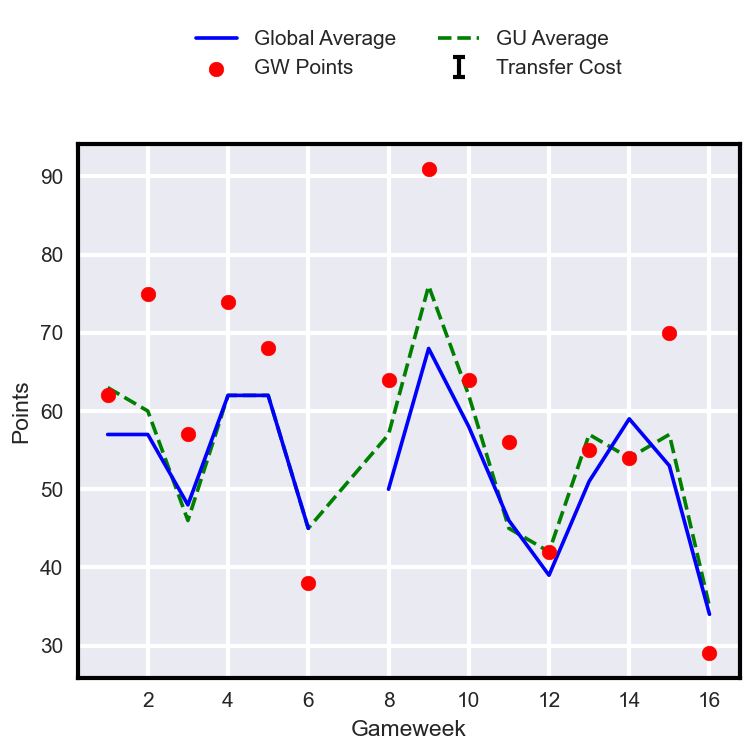 Global Average
GU Average
GW Points
Transfer Cost
90
80
70
60
50
40
30
Points
2 4 6 8 10 12 14 16
Gameweek